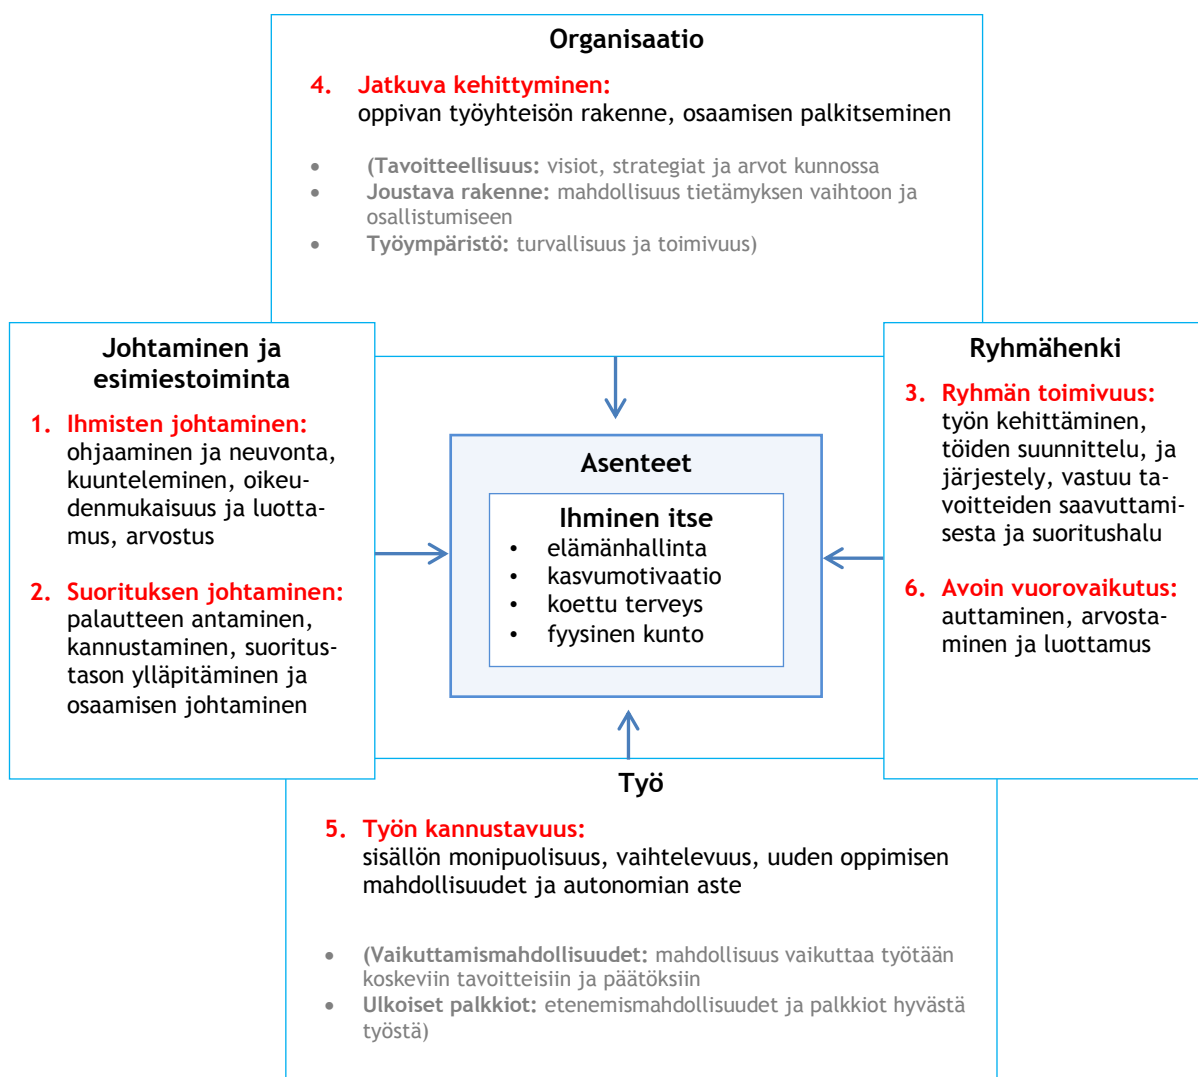 Organisaatio
4. Jatkuva kehittyminen:
oppivan työyhteisön rakenne, osaamisen palkitseminen
• (Tavoitteellisuus: visiot, strategiat ja arvot kunnossa
• Joustava rakenne: mahdollisuus tietämyksen vaihtoon ja
osallistumiseen
• Työympäristö: turvallisuus ja toimivuus)
Johtaminen ja
esimiestoiminta
1. Ihmisten johtaminen:
ohjaaminen ja neuvonta,
kuunteleminen, oikeu-
denmukaisuus ja luotta-
mus, arvostus
2. Suorituksen johtaminen:
palautteen antaminen,
kannustaminen, suoritus-
tason ylläpitäminen ja
osaamisen johtaminen
Asenteet
Ihminen itse
• elämänhallinta
• kasvumotivaatio
• koettu terveys
• fyysinen kunto
Ryhmähenki
3. Ryhmän toimivuus:
työn kehittäminen,
töiden suunnittelu, ja
järjestely, vastuu ta-
voitteiden saavuttami-
sesta ja suoritushalu
6. Avoin vuorovaikutus:
auttaminen, arvosta-
minen ja luottamus
Työ
5. Työn kannustavuus:
sisällön monipuolisuus, vaihtelevuus, uuden oppimisen
mahdollisuudet ja autonomian aste
• (Vaikuttamismahdollisuudet: mahdollisuus vaikuttaa työtään
koskeviin tavoitteisiin ja päätöksiin
• Ulkoiset palkkiot: etenemismahdollisuudet ja palkkiot hyvästä
työstä)